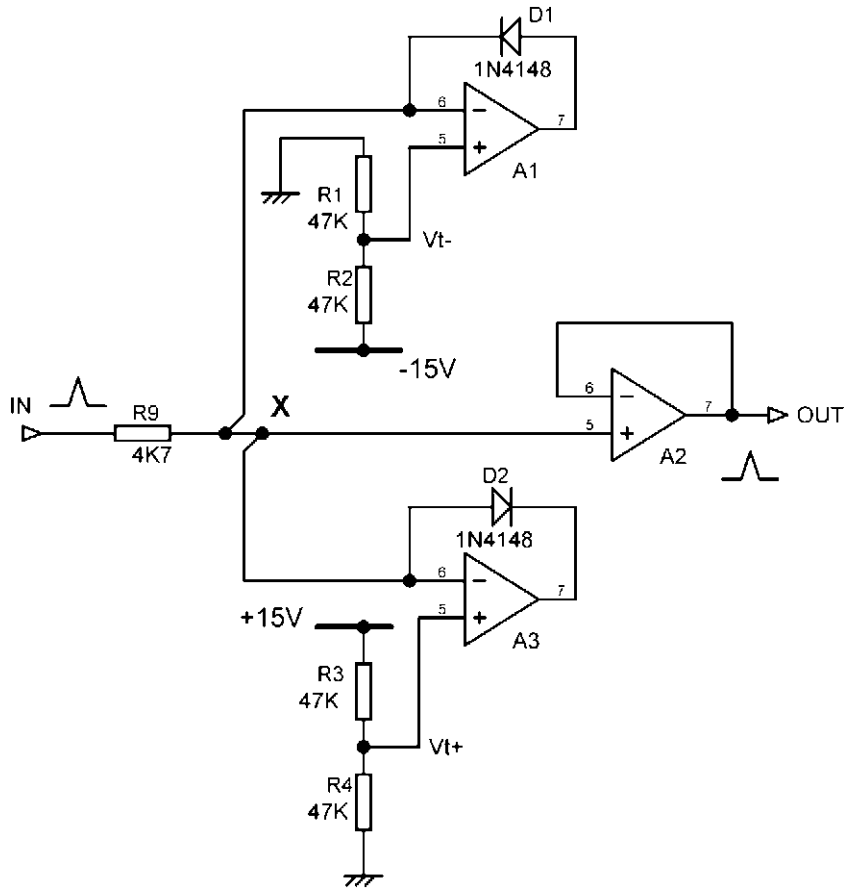 D1
1N4148
6
7
5
A1
R1
47K
Vt-
R2
47K
-15V
6
7
IN
R9
X
5
OUT
4K7
A2
D2
1N4148
6
7
5
+15V
A3
R3
47K
Vt+
R4
47K